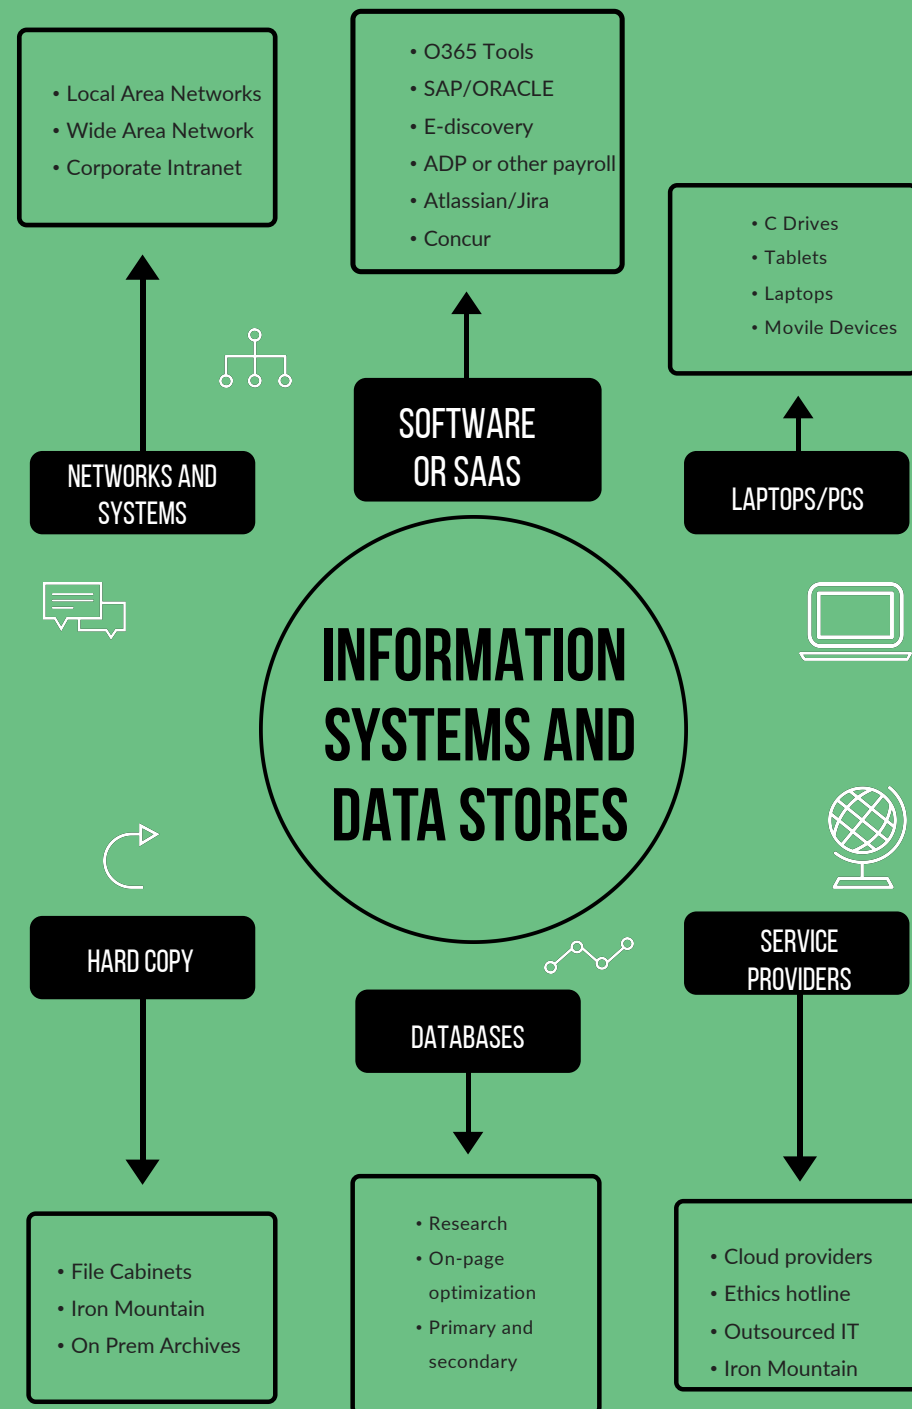 • Local Area Networks
• Wide Area Network
• Corporate Intranet
NETWORKS AND
SYSTEMS
• O365 Tools
• SAP/ORACLE
• E-discovery
• ADP or other payroll
• Atlassian/Jira
• Concur
SOFTWARE
OR SAAS
• C Drives
• Tablets
• Laptops
• Movile Devices
LAPTOPS/PCS
INFORMATION
SYSTEMS AND
DATA STORES
HARD COPY
• File Cabinets
• Iron Mountain
• On Prem Archives
DATABASES
• Research
• On-page
optimization
• Primary and
secondary
SERVICE
PROVIDERS
• Cloud providers
• Ethics hotline
• Outsourced IT
• Iron Mountain